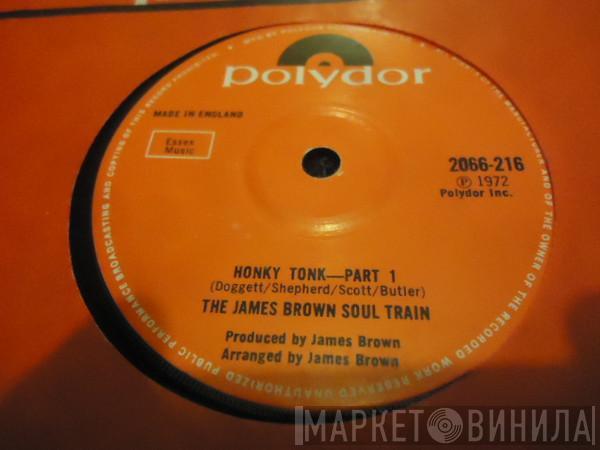 polydor
MADE IN ENGLAND
Essex
Music
2066-216
℗ 1972
Polydor Inc.
HONKY TONK—PART 1
(Doggett/Shepherd/Scott/Butler)
THE JAMES BROWN SOUL TRAIN
Produced by James Brown
Arranged by James Brown
AND OF THE OWNER OF THE RECORDED WORK RESERVED UNAUTHORIZED PUBLIC PERFORMANCE BROADCASTING AND COPYING OF THIS RECORD PROHIBITED
МАРКЕТ ВИНИЛА